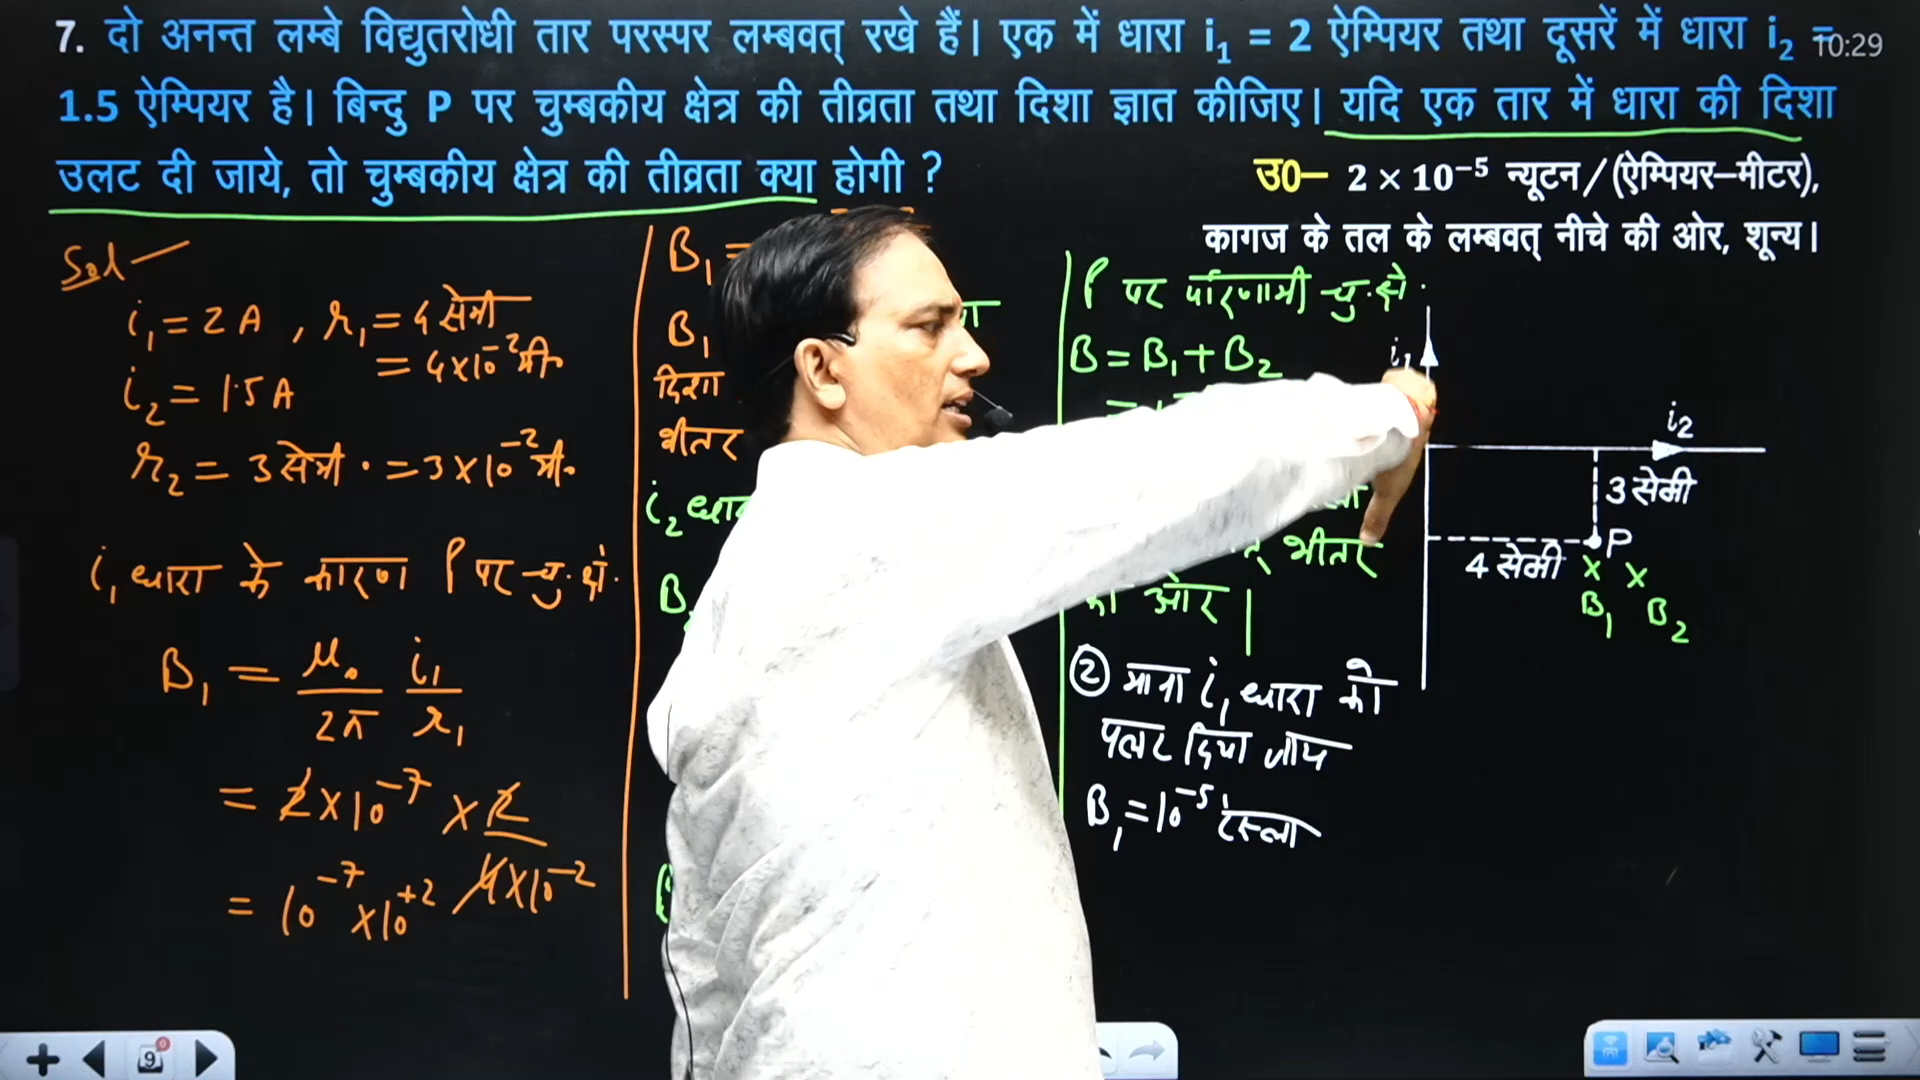 7. दो अनन्त लम्बे विद्युतरोधी तार परस्पर लम्बवत् रखे हैं। एक में धारा i₁ = 2 ऐम्पियर तथा दूसरें में धारा i₂ =
10:29
1.5 ऐम्पियर है। बिन्दु P पर चुम्बकीय क्षेत्र की तीव्रता तथा दिशा ज्ञात कीजिए। यदि एक तार में धारा की दिशा
उलट दी जाये, तो चुम्बकीय क्षेत्र की तीव्रता क्या होगी ?
उ0– 2 × 10⁻⁵ न्यूटन/(ऐम्पियर–मीटर),
कागज के तल के लम्बवत् नीचे की ओर, शून्य।
Sol –
i₁ = 2 A , r₁ = 4 सेमी
= 4×10⁻² मी.
i₂ = 1.5 A
r₂ = 3 सेमी. = 3 × 10⁻² मी.
i₁ धारा के कारण P पर चु. क्षे.
B₁ = μ₀/2π i₁/r₁
= 2×10⁻⁷ × 2/4×10⁻²
= 10⁻⁷ × 10⁺²
B₁ =
B₁
दिशा
भीतर
i₂
P पर परिणामी चु. क्षे.
B = B₁ + B₂
भीतर
ओर |
② माना i₁ धारा को
पलट दिया जाय
B₁ = 10⁻⁵ टेस्ला
i₁
i₂
3 सेमी
P
4 सेमी
x x
B₁ B₂
9